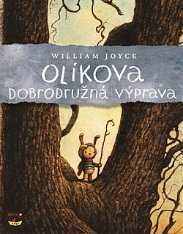 WILLIAM JOYCE
OLÍKOVA
DOBRODRUŽNÁ VÝPRAVA